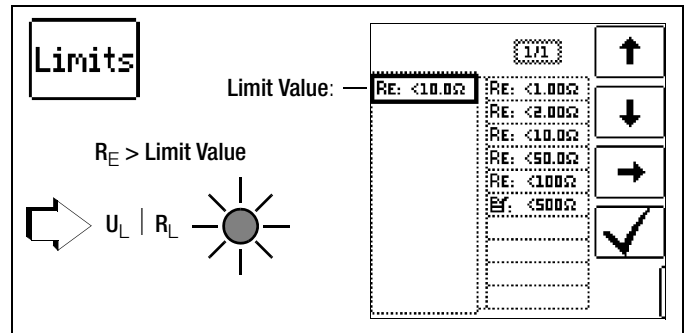 Limits
Limit Value:
RE > Limit Value
UL | RL
1/1
RE: <10.0Ω
RE: <1.00Ω
RE: <2.00Ω
RE: <10.0Ω
RE: <50.0Ω
RE: <100Ω
: <500Ω